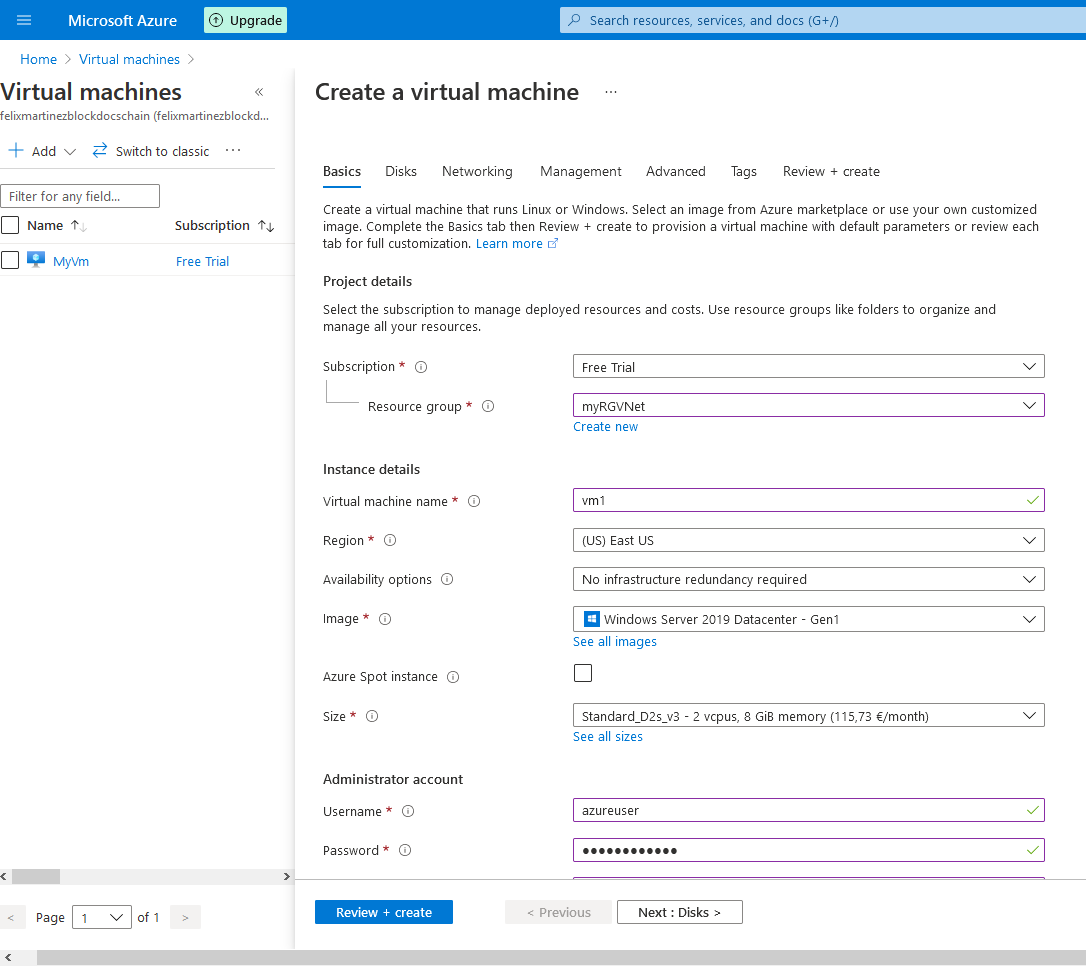 Microsoft Azure
Upgrade
Search resources, services, and docs (G+/)
Home > Virtual machines >
Virtual machines «
felixmartinezblockdocschain (felixmartinezblockd...
+ Add Switch to classic ...
Filter for any field...
Name ↑↓ Subscription ↑↓
MyVm Free Trial
< Page 1 of 1 >
Create a virtual machine ...
Basics Disks Networking Management Advanced Tags Review + create
Create a virtual machine that runs Linux or Windows. Select an image from Azure marketplace or use your own customized
image. Complete the Basics tab then Review + create to provision a virtual machine with default parameters or review each
tab for full customization. Learn more
Project details
Select the subscription to manage deployed resources and costs. Use resource groups like folders to organize and
manage all your resources.
Subscription * Free Trial
Resource group * myRGVNet
Create new
Instance details
Virtual machine name * vm1
Region * (US) East US
Availability options No infrastructure redundancy required
Image * Windows Server 2019 Datacenter - Gen1
See all images
Azure Spot instance
Size * Standard_D2s_v3 - 2 vcpus, 8 GiB memory (115,73 €/month)
See all sizes
Administrator account
Username * azureuser
Password * ●●●●●●●●●●●●
Review + create < Previous Next : Disks >